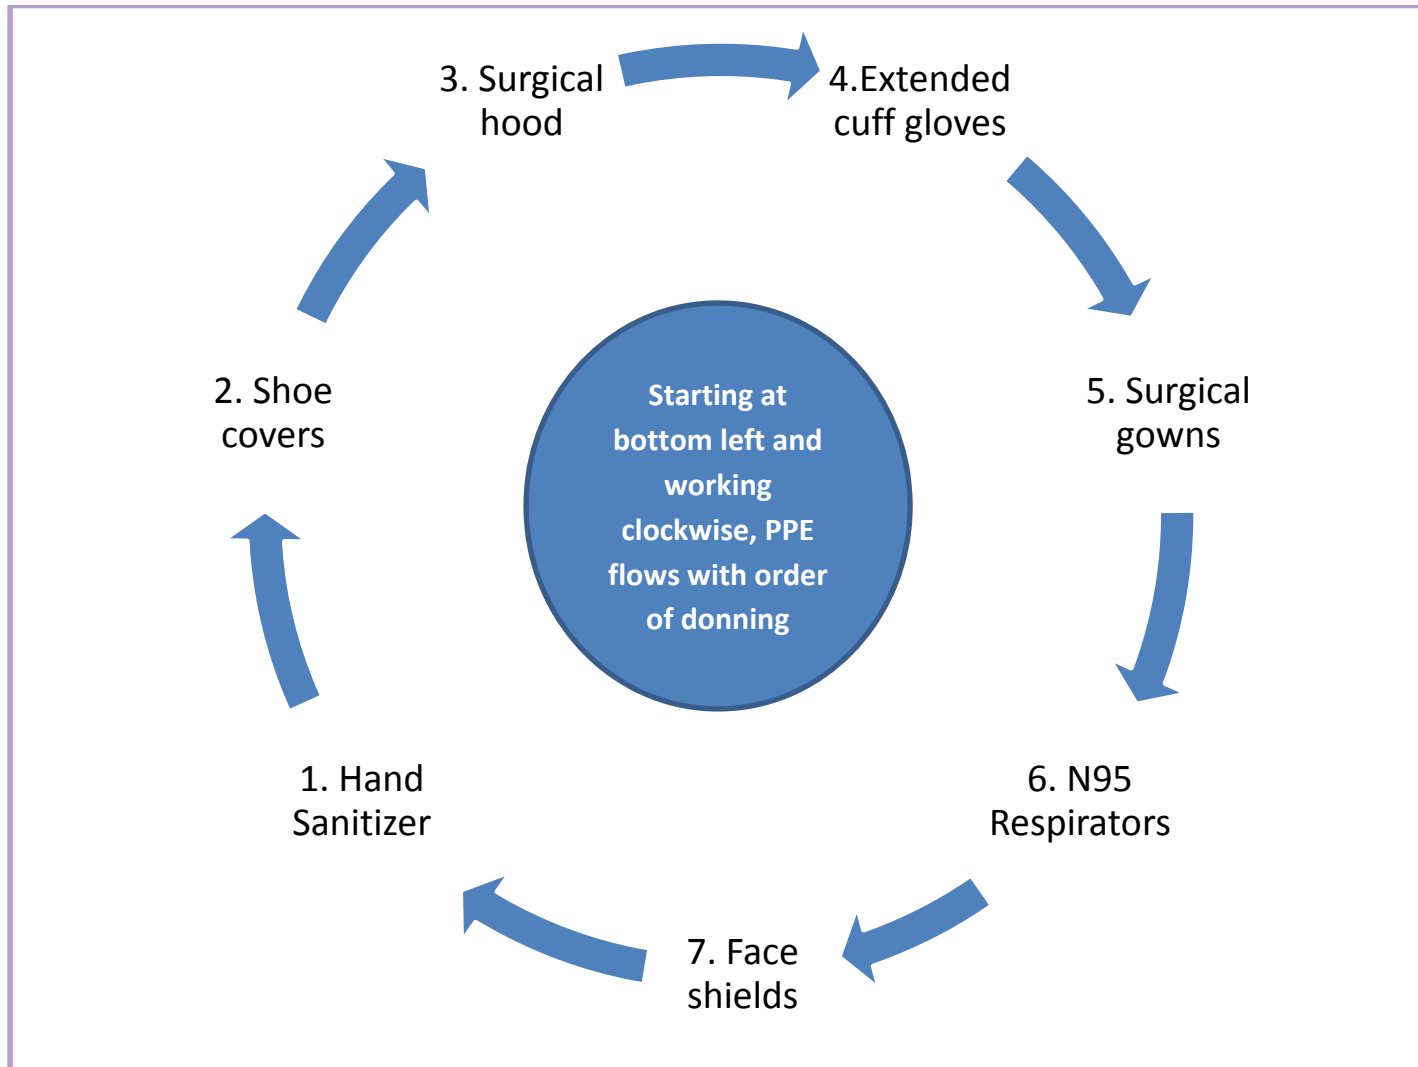 1. Hand
Sanitizer
2. Shoe
covers
3. Surgical
hood
4.Extended
cuff gloves
5. Surgical
gowns
6. N95
Respirators
7. Face
shields
Starting at
bottom left and
working
clockwise, PPE
flows with order
of donning